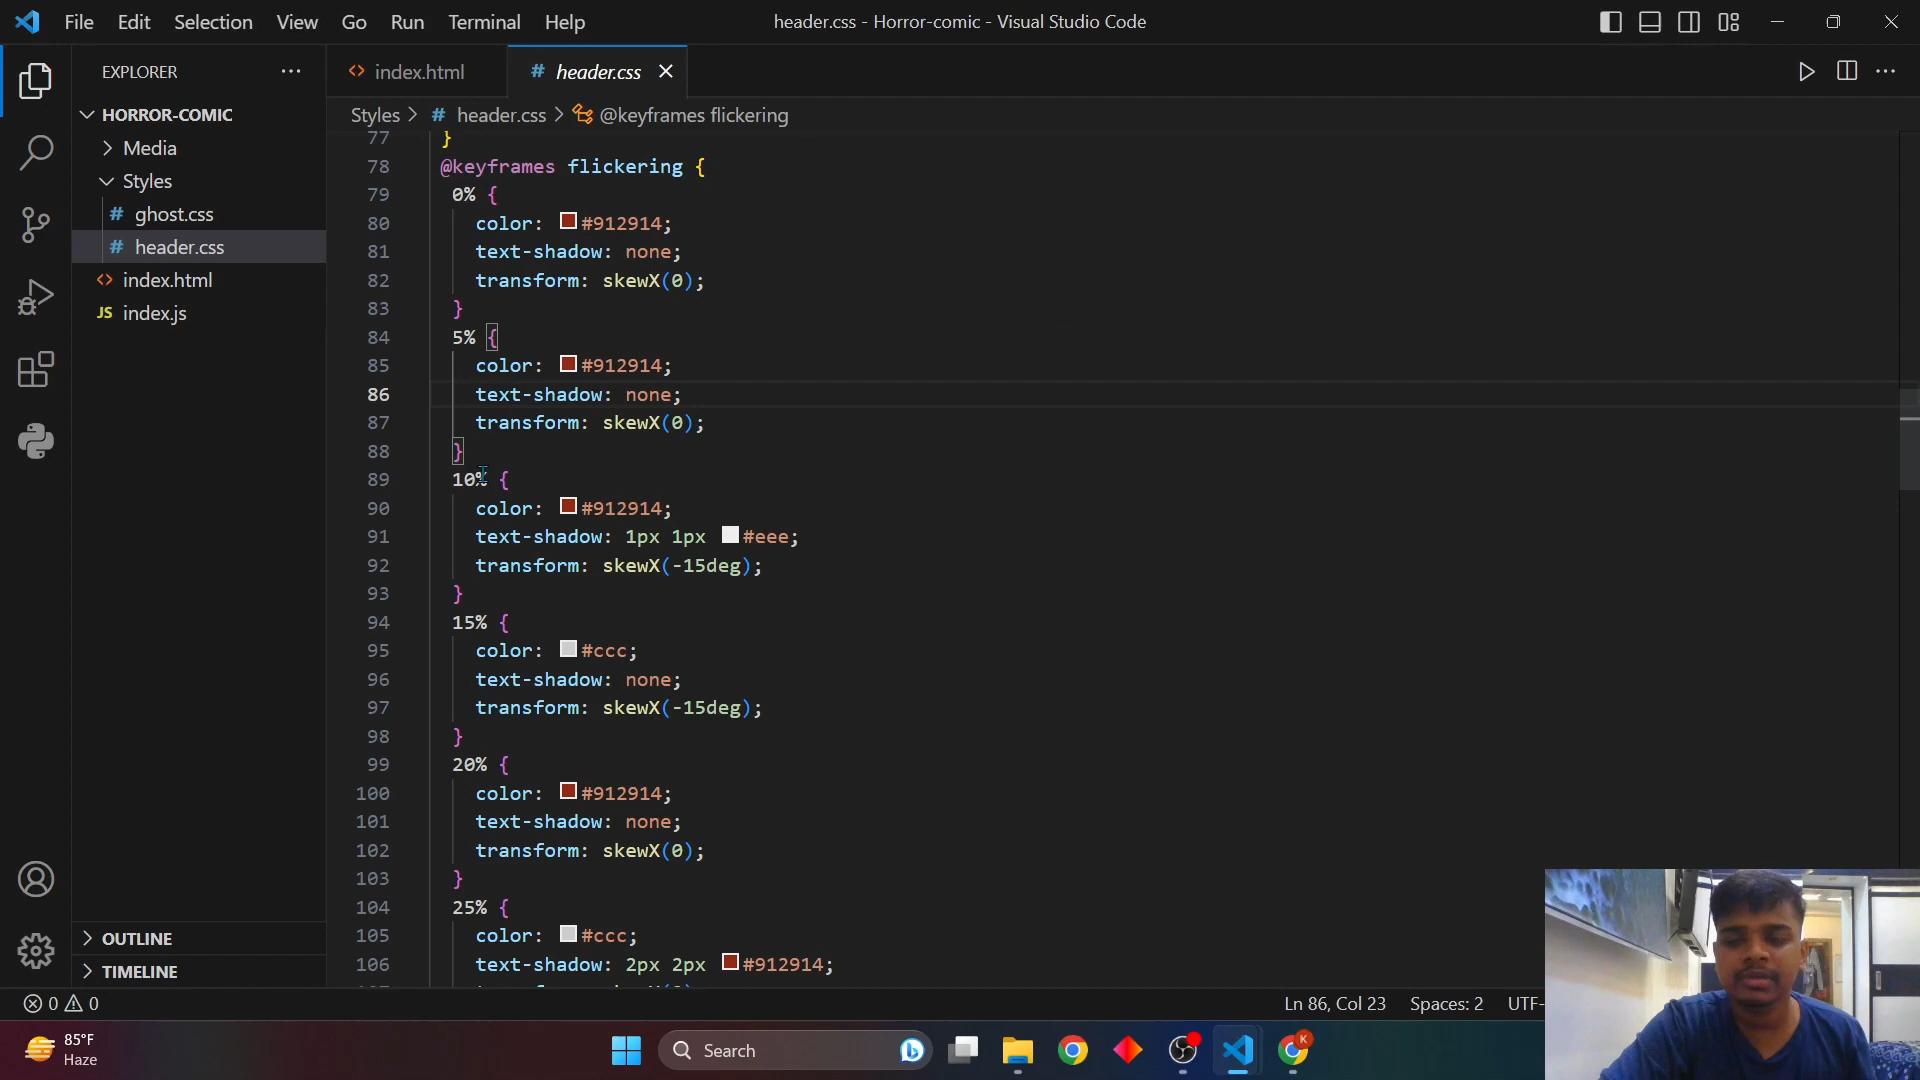 File Edit Selection View Go Run Terminal Help
header.css - Horror-comic - Visual Studio Code
EXPLORER
HORROR-COMIC
Media
Styles
# ghost.css
# header.css
<> index.html
JS index.js
OUTLINE
TIMELINE
<> index.html
# header.css
Styles > # header.css > @keyframes flickering
77 }
78 @keyframes flickering {
79 0% {
80 color: #912914;
81 text-shadow: none;
82 transform: skewX(0);
83 }
84 5% {
85 color: #912914;
86 text-shadow: none;
87 transform: skewX(0);
88 }
89 10% {
90 color: #912914;
91 text-shadow: 1px 1px #eee;
92 transform: skewX(-15deg);
93 }
94 15% {
95 color: #ccc;
96 text-shadow: none;
97 transform: skewX(-15deg);
98 }
99 20% {
100 color: #912914;
101 text-shadow: none;
102 transform: skewX(0);
103 }
104 25% {
105 color: #ccc;
106 text-shadow: 2px 2px #912914;
0 0
Ln 86, Col 23 Spaces: 2 UTF-
85°F
Haze
Search
K